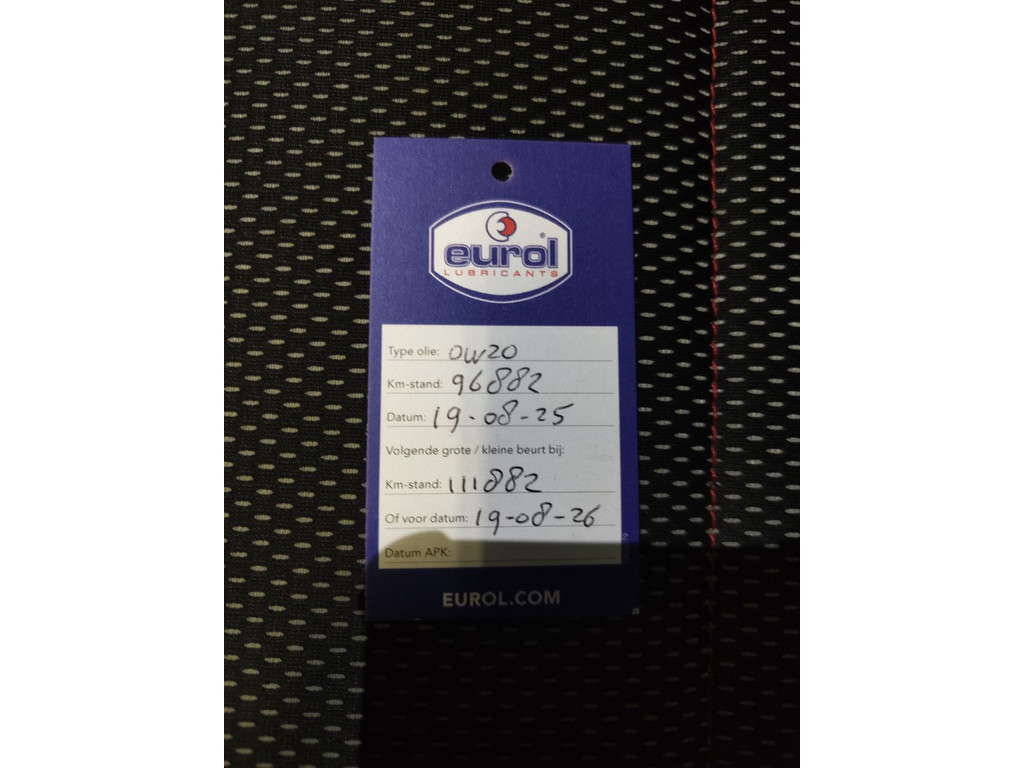 eurol®
LUBRICANTS
Type olie: 0W20
Km-stand: 96882
Datum: 19-08-25
Volgende grote / kleine beurt bij:
Km-stand: 111882
Of voor datum: 19-08-26
Datum APK:
EUROL.COM